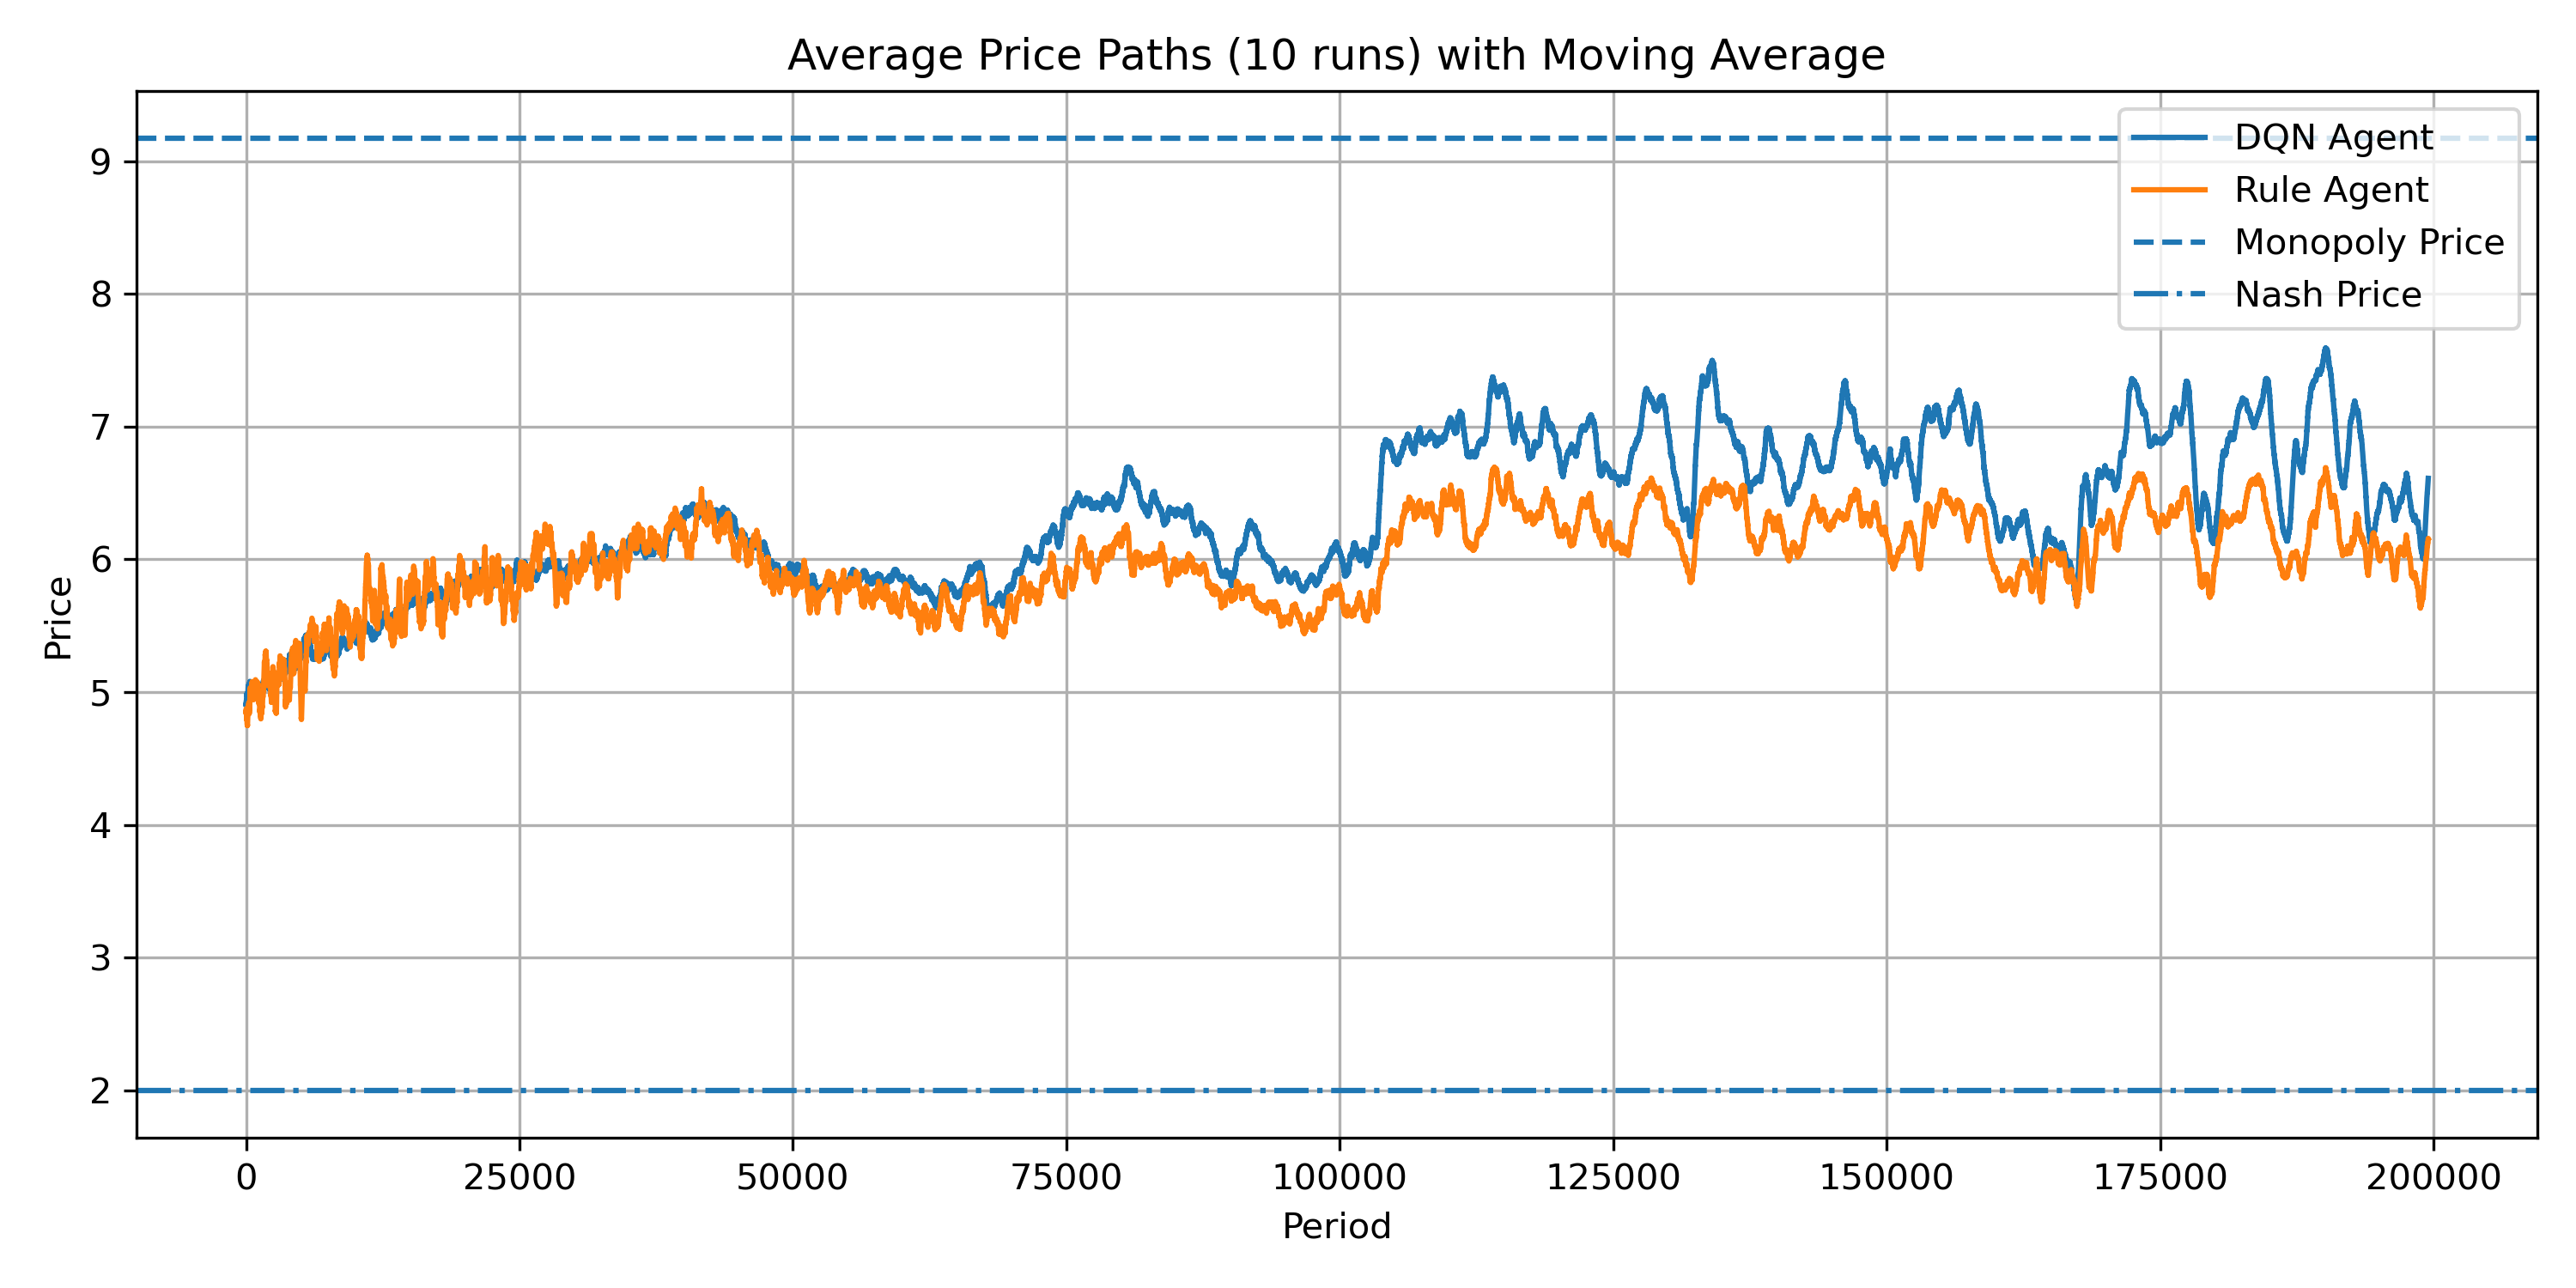 Average Price Paths (10 runs) with Moving Average
DQN Agent
Rule Agent
Monopoly Price
Nash Price
Price
9
8
7
6
5
4
3
2
0 25000 50000 75000 100000 125000 150000 175000 200000
Period